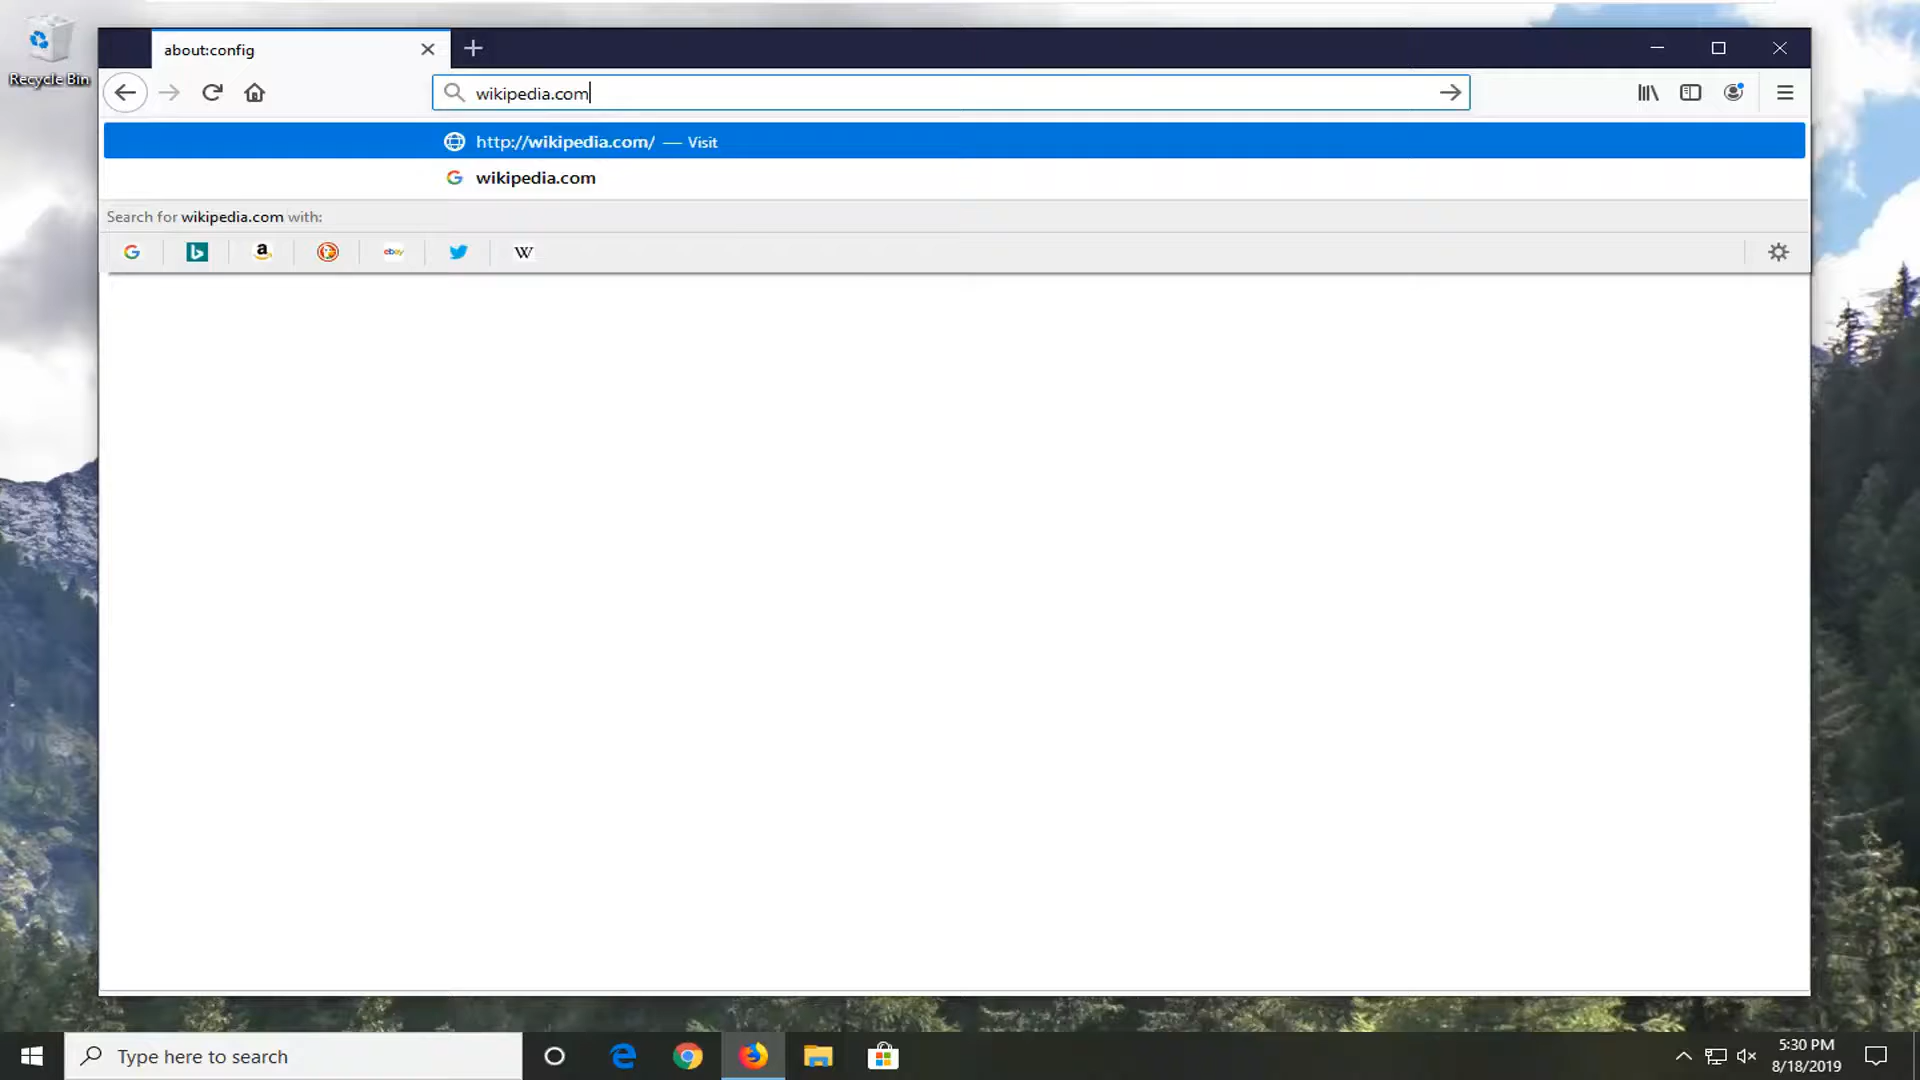 Recycle Bin
about:config
wikipedia.com
http://wikipedia.com/ — Visit
wikipedia.com
Search for wikipedia.com with:
ebay
W
Type here to search
5:30 PM
8/18/2019